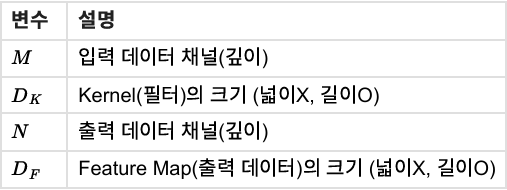 변수 설명
M 입력 데이터 채널(깊이)
D_K Kernel(필터)의 크기 (넓이X, 길이O)
N 출력 데이터 채널(깊이)
D_F Feature Map(출력 데이터)의 크기 (넓이X, 길이O)